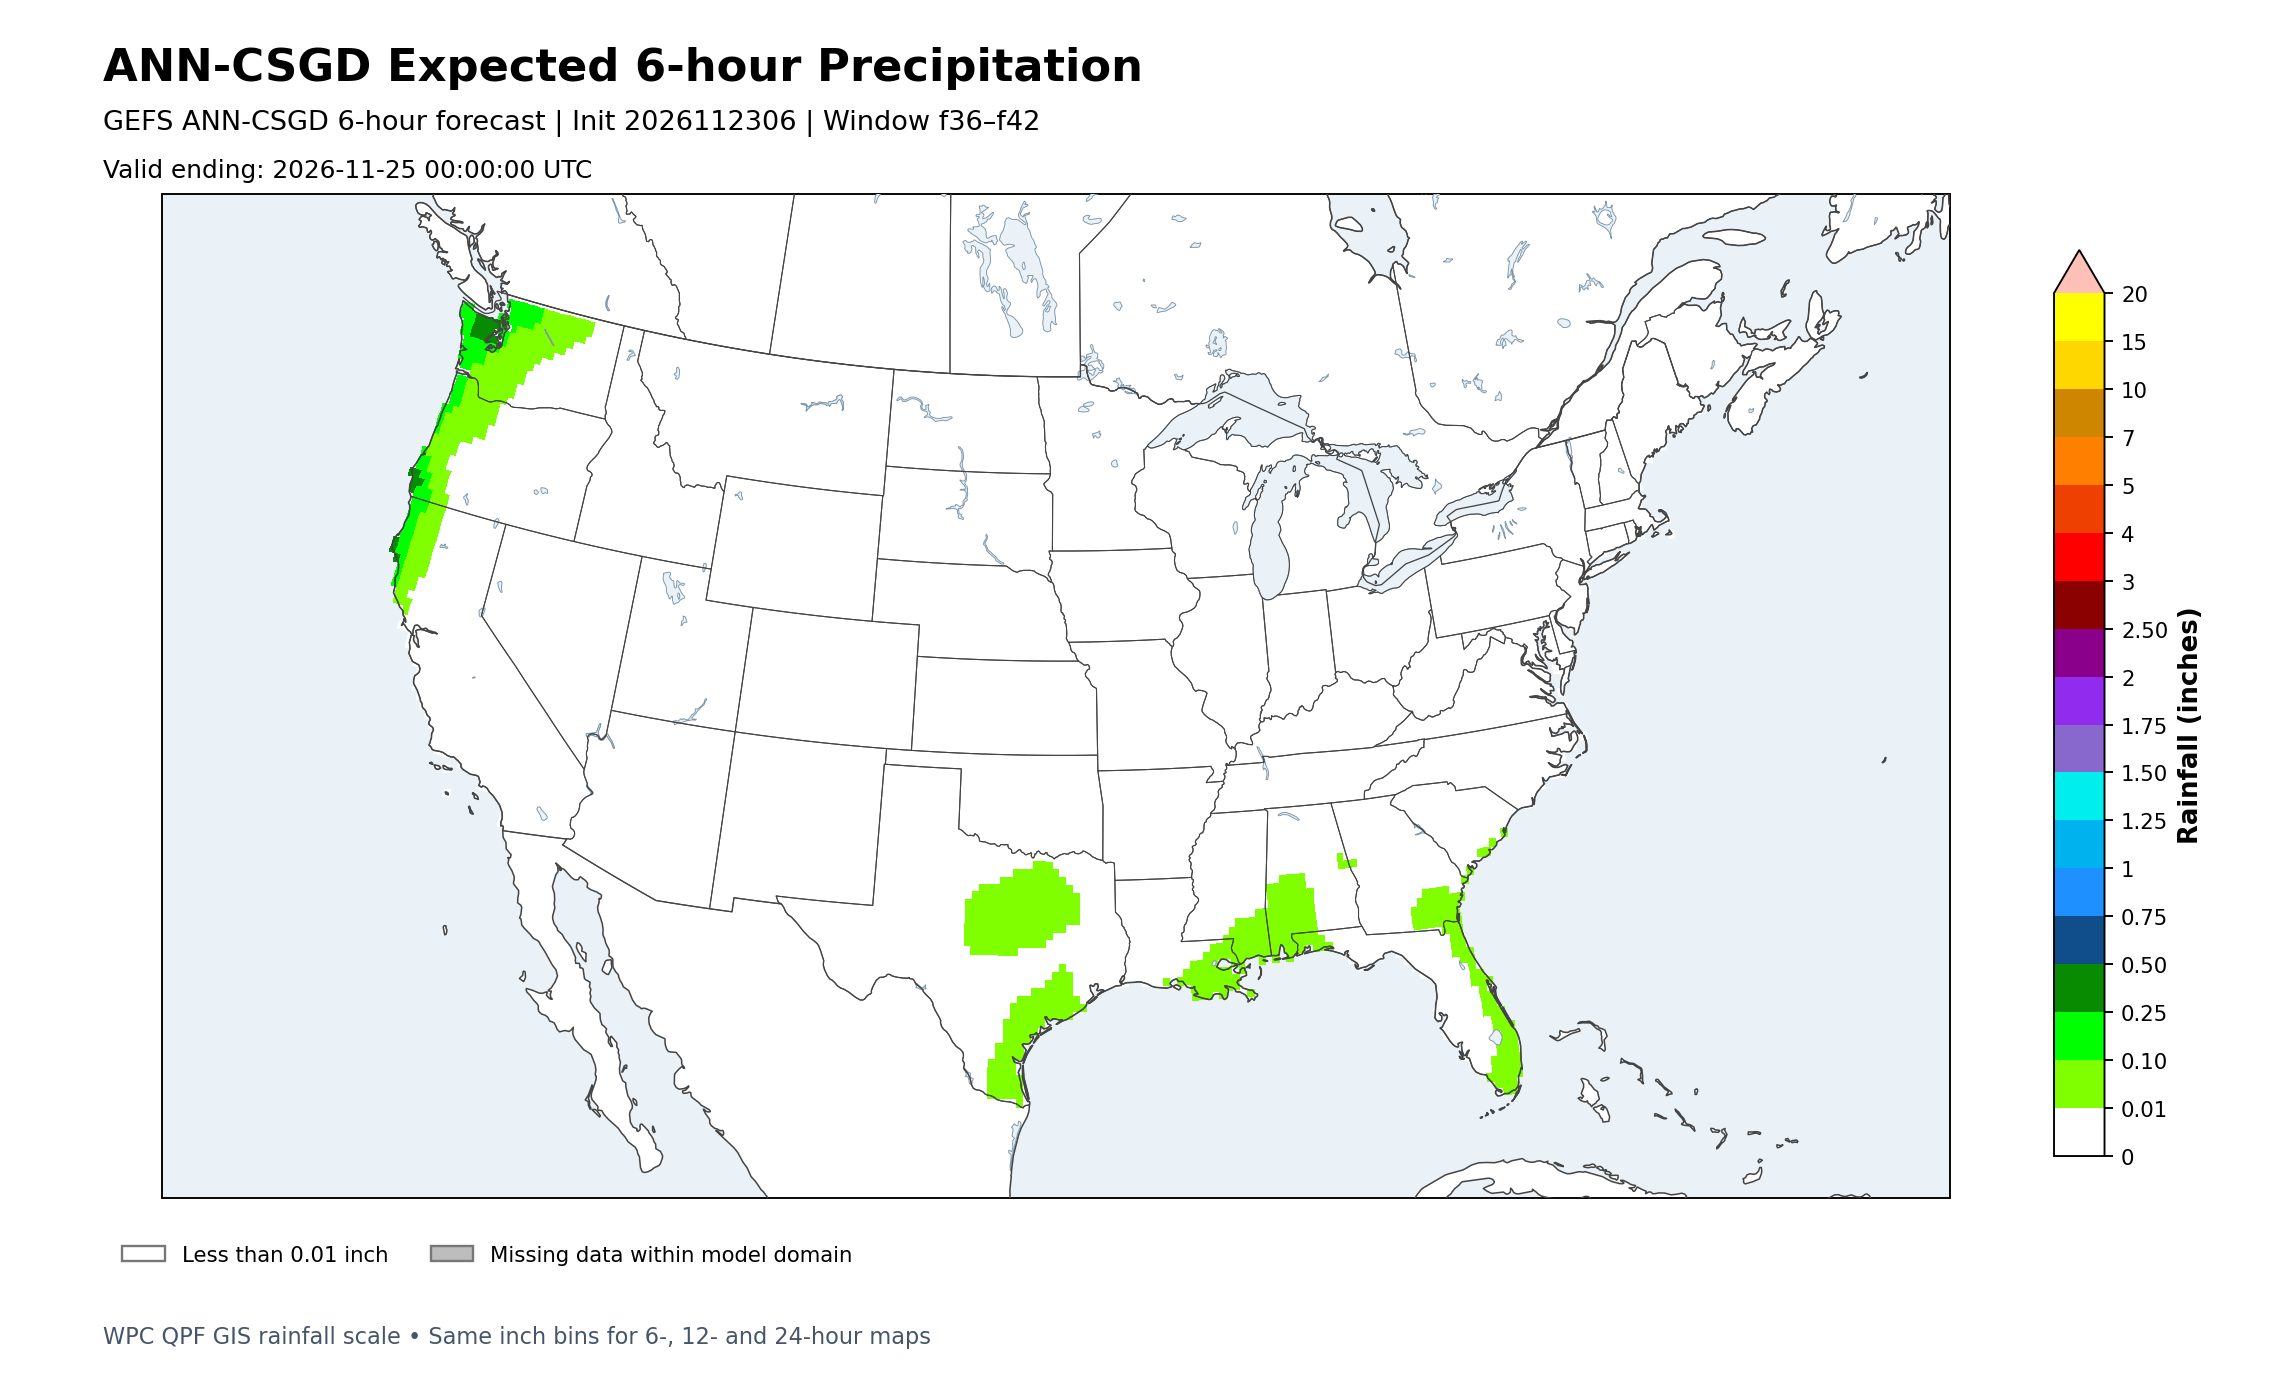 ANN-CSGD Expected 6-hour Precipitation
GEFS ANN-CSGD 6-hour forecast | Init 2026112306 | Window f36–f42
Valid ending: 2026-11-25 00:00:00 UTC
20
15
10
7
5
4
3
2.50
2
1.75
1.50
1.25
1
0.75
0.50
0.25
0.10
0.01
0
Rainfall (inches)
Less than 0.01 inch
Missing data within model domain
WPC QPF GIS rainfall scale • Same inch bins for 6-, 12- and 24-hour maps